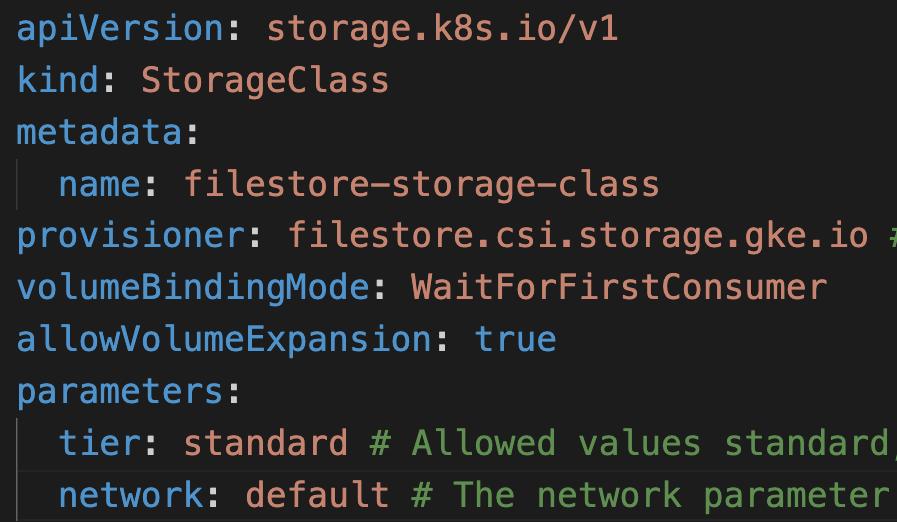 apiVersion: storage.k8s.io/v1
kind: StorageClass
metadata:
  name: filestore-storage-class
provisioner: filestore.csi.storage.gke.io #
volumeBindingMode: WaitForFirstConsumer
allowVolumeExpansion: true
parameters:
  tier: standard # Allowed values standard,
  network: default # The network parameter